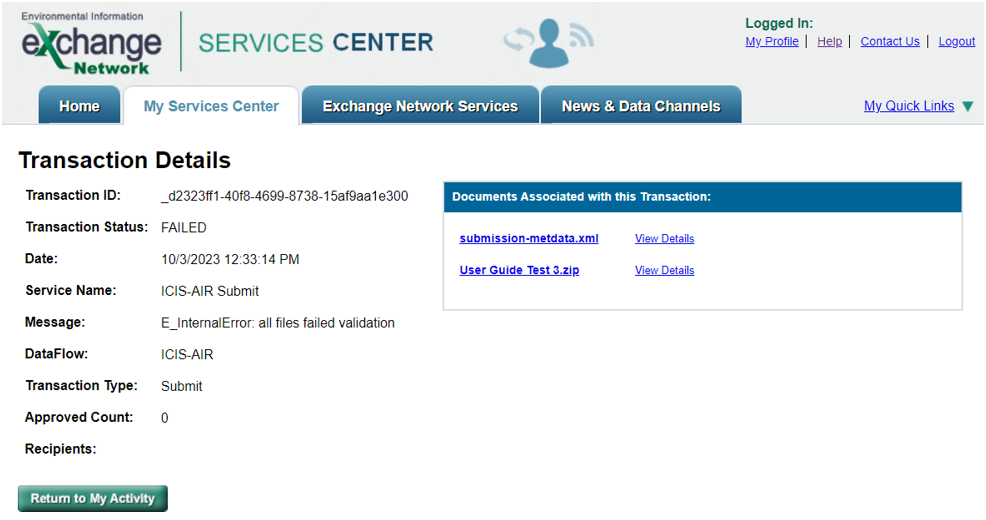 Environmental Information
eXchange
Network
SERVICES CENTER
Logged In:
My Profile | Help | Contact Us | Logout
Home
My Services Center
Exchange Network Services
News & Data Channels
My Quick Links
Transaction Details
Transaction ID: _d2323ff1-40f8-4699-8738-15af9aa1e300
Transaction Status: FAILED
Date: 10/3/2023 12:33:14 PM
Service Name: ICIS-AIR Submit
Message: E_InternalError: all files failed validation
DataFlow: ICIS-AIR
Transaction Type: Submit
Approved Count: 0
Recipients:
Documents Associated with this Transaction:
submission-metdata.xml View Details
User Guide Test 3.zip View Details
Return to My Activity